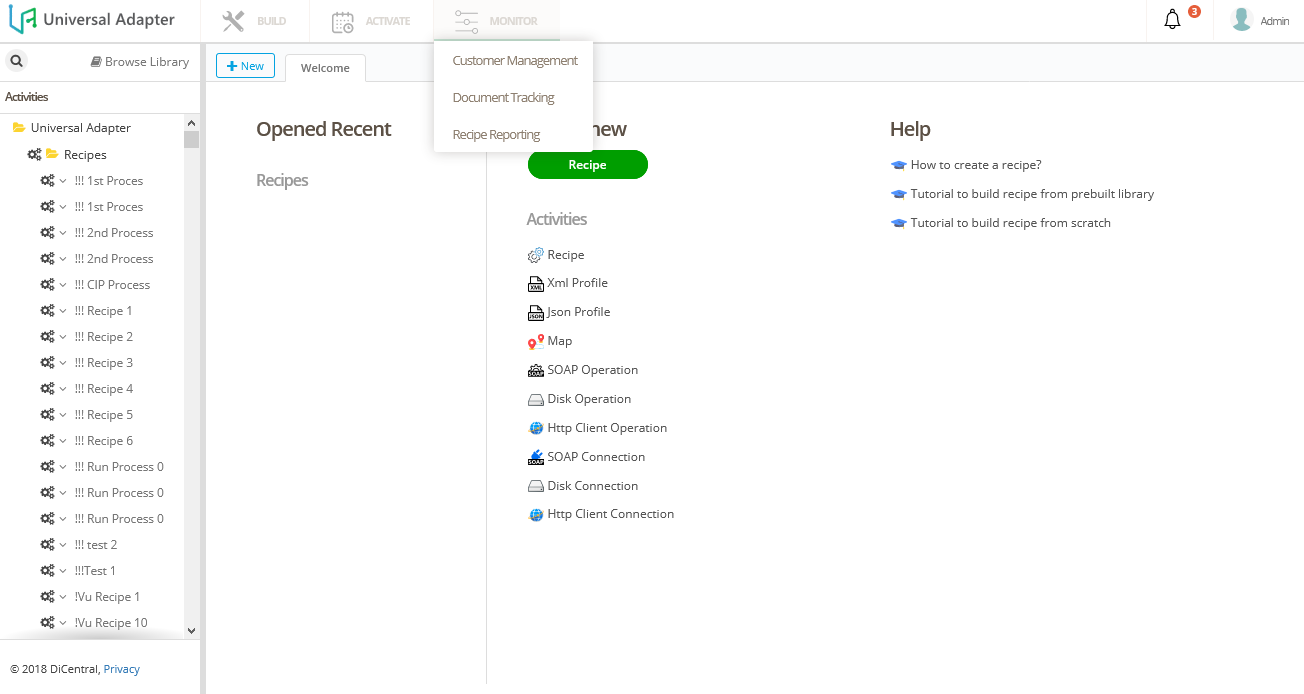 Universal Adapter
BUILD
ACTIVATE
MONITOR
3
Admin
Browse Library
Activities
Universal Adapter
Recipes
!!! 1st Proces
!!! 1st Proces
!!! 2nd Process
!!! 2nd Process
!!! CIP Process
!!! Recipe 1
!!! Recipe 2
!!! Recipe 3
!!! Recipe 4
!!! Recipe 5
!!! Recipe 6
!!! Run Process 0
!!! Run Process 0
!!! Run Process 0
!!! test 2
!!!Test 1
!Vu Recipe 1
!Vu Recipe 10
© 2018 DiCentral, Privacy
+ New
Welcome
Customer Management
Document Tracking
Recipe Reporting
Opened Recent
Recipes
new
Recipe
Activities
Recipe
XML Xml Profile
JSON Json Profile
Map
SOAP SOAP Operation
Disk Operation
Http Client Operation
SOAP SOAP Connection
Disk Connection
Http Client Connection
Help
How to create a recipe?
Tutorial to build recipe from prebuilt library
Tutorial to build recipe from scratch